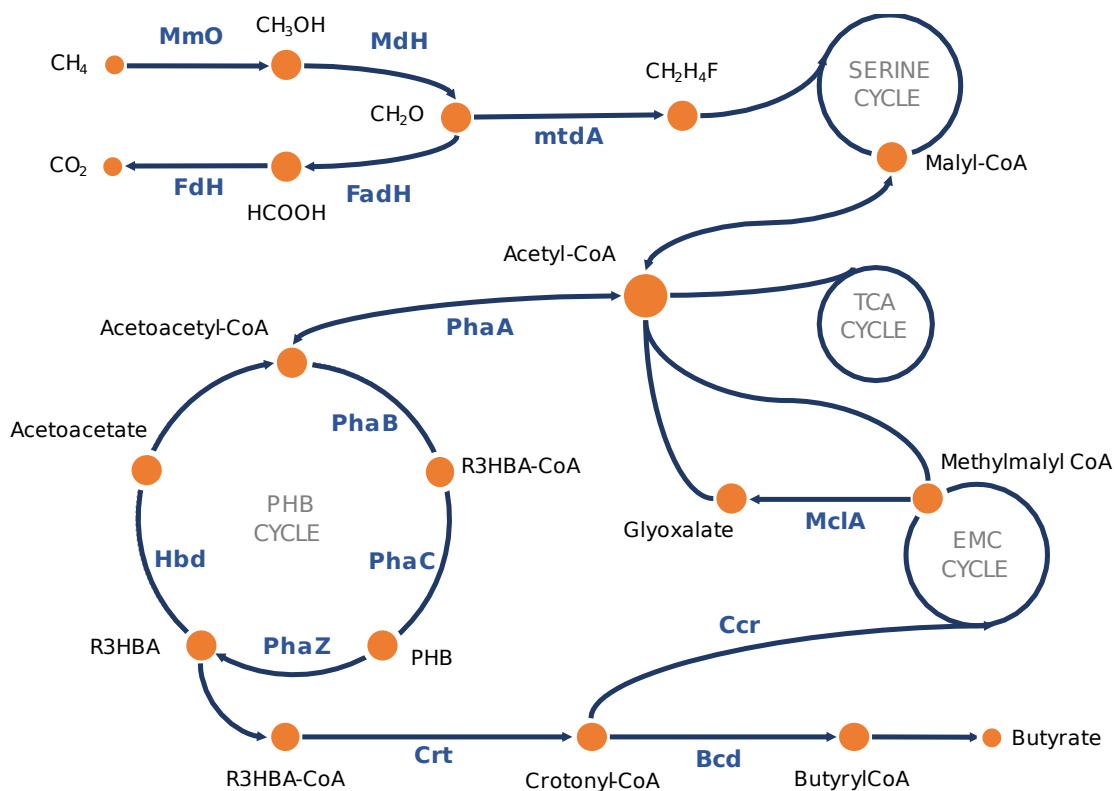 CH₃OH
MmO
MdH
CH₄
CH₂H₄F
SERINE
CYCLE
CH₂O
mtdA
CO₂
FdH
FadH
HCOOH
Malyl-CoA
Acetyl-CoA
TCA
CYCLE
Acetoacetyl-CoA
PhaA
PhaB
Acetoacetate
R3HBA-CoA
Methylmalyl CoA
PHB
CYCLE
Glyoxalate
MclA
EMC
CYCLE
Hbd
PhaC
Ccr
R3HBA
PhaZ
PHB
Crt
Bcd
Butyrate
R3HBA-CoA
Crotonyl-CoA
ButyrylCoA